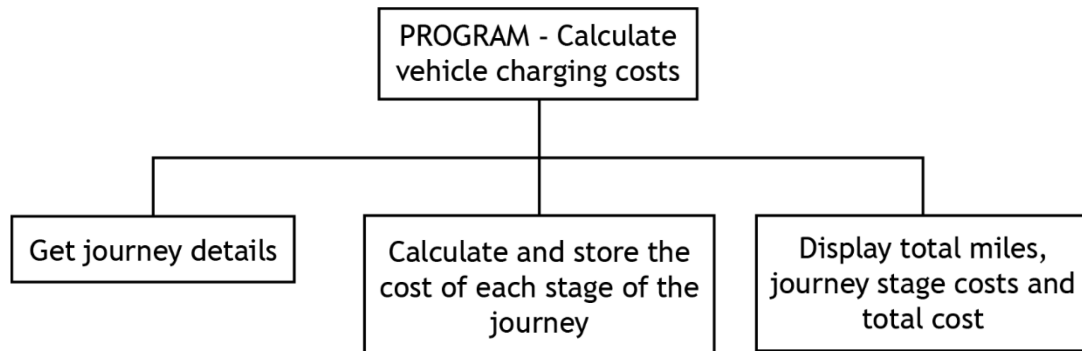 PROGRAM - Calculate
vehicle charging costs
Get journey details
Calculate and store the
cost of each stage of the
journey
Display total miles,
journey stage costs and
total cost